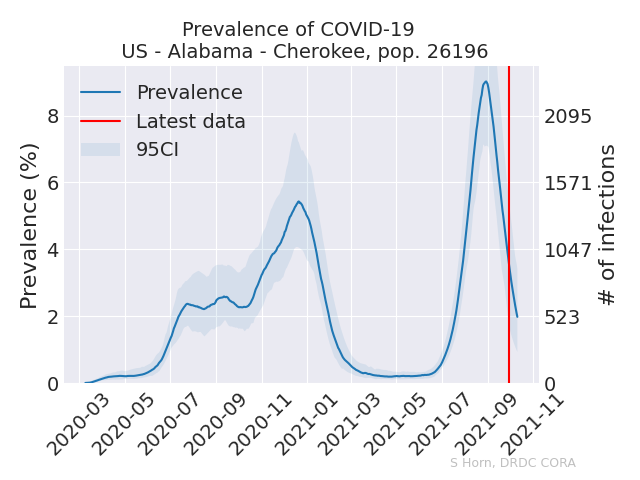 Prevalence of COVID-19
US - Alabama - Cherokee, pop. 26196
Prevalence
Latest data
95CI
Prevalence (%)
8
6
4
2
0
2095
1571
1047
523
0
# of infections
2020-03
2020-05
2020-07
2020-09
2020-11
2021-01
2021-03
2021-05
2021-07
2021-09
2021-11
S Horn, DRDC CORA